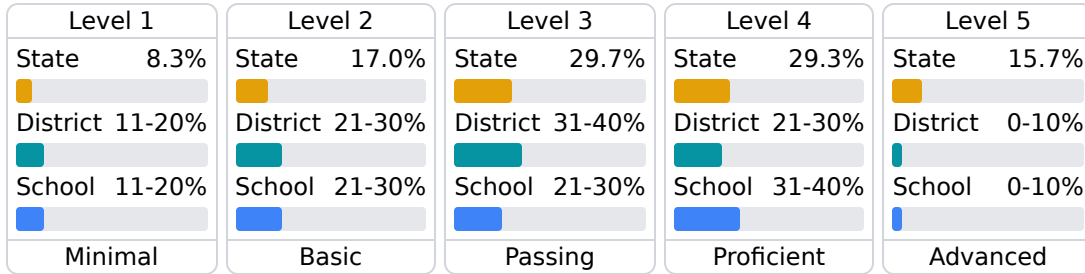 Level 1
State 8.3%
District 11-20%
School 11-20%
Minimal
Level 2
State 17.0%
District 21-30%
School 21-30%
Basic
Level 3
State 29.7%
District 31-40%
School 21-30%
Passing
Level 4
State 29.3%
District 21-30%
School 31-40%
Proficient
Level 5
State 15.7%
District 0-10%
School 0-10%
Advanced